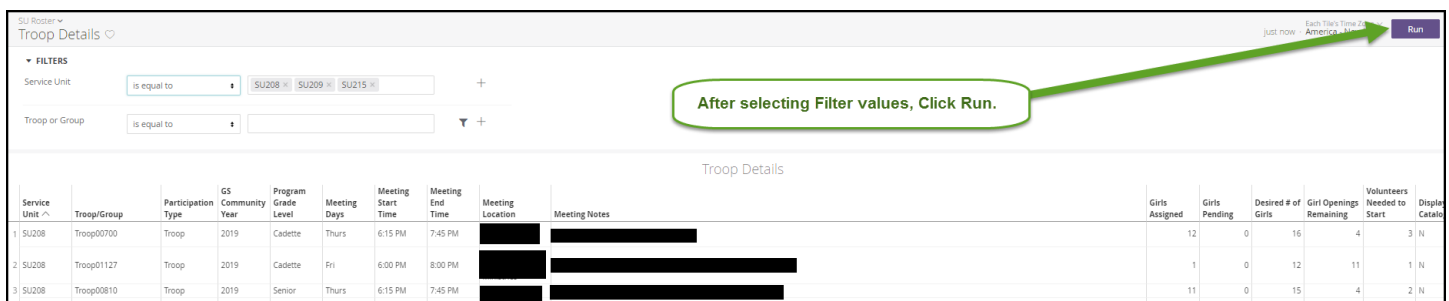 SU Roster
Troop Details
just now
Each Tile's Time
America
Run
FILTERS
Service Unit
is equal to
SU208 × SU209 × SU215 ×
+
Troop or Group
is equal to
+
After selecting Filter values, Click Run.
Troop Details
Service Unit Troop/Group Participation Type GS Community Year Program Grade Level Meeting Days Meeting Start Time Meeting End Time Meeting Location Meeting Notes Girls Assigned Girls Pending Desired # of Girls Girl Openings Remaining Volunteers Needed to Start Display Catalo
1 SU208 Troop00700 Troop 2019 Cadette Thurs 6:15 PM 7:45 PM 12 0 16 4 3 N
2 SU208 Troop01127 Troop 2019 Cadette Fri 6:00 PM 8:00 PM 1 0 12 11 1 N
3 SU208 Troop00810 Troop 2019 Senior Thurs 6:15 PM 7:45 PM 11 0 15 4 2 N